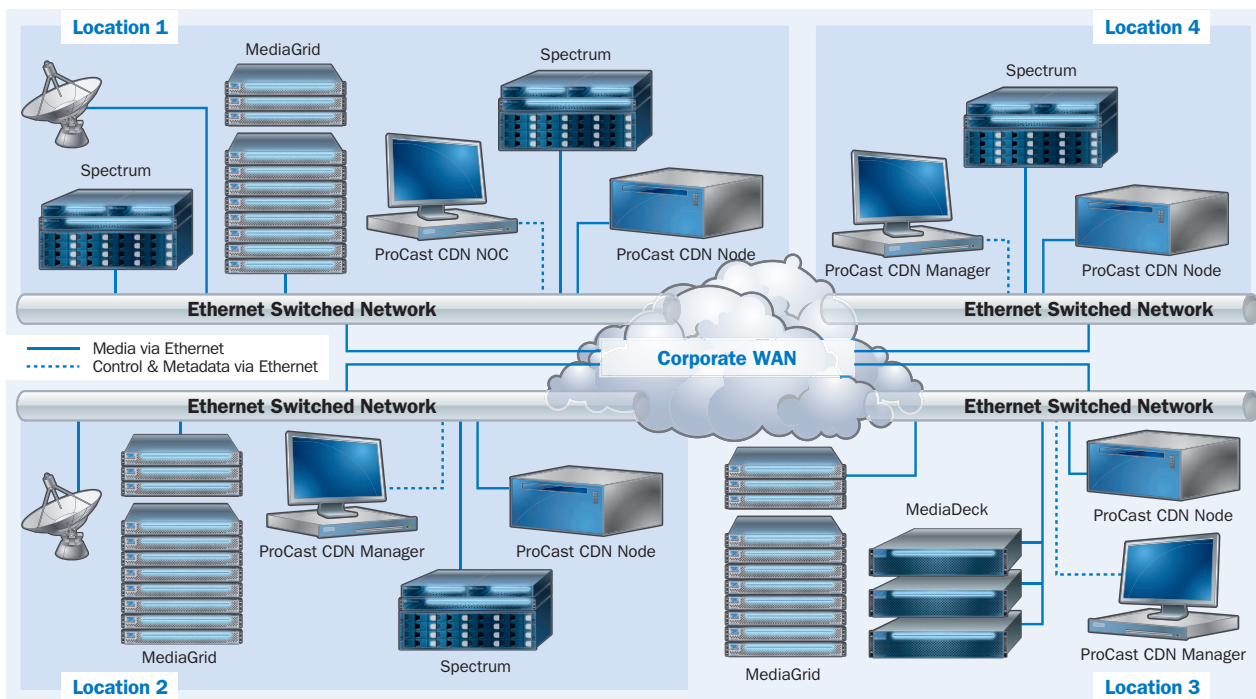 Location 1
MediaGrid
Spectrum
Spectrum
ProCast CDN NOC
ProCast CDN Node
Ethernet Switched Network
Location 4
Spectrum
ProCast CDN Manager
ProCast CDN Node
Ethernet Switched Network
Media via Ethernet
Control & Metadata via Ethernet
Corporate WAN
Ethernet Switched Network
ProCast CDN Manager
ProCast CDN Node
MediaGrid
Spectrum
Location 2
Ethernet Switched Network
MediaDeck
ProCast CDN Node
MediaGrid
ProCast CDN Manager
Location 3